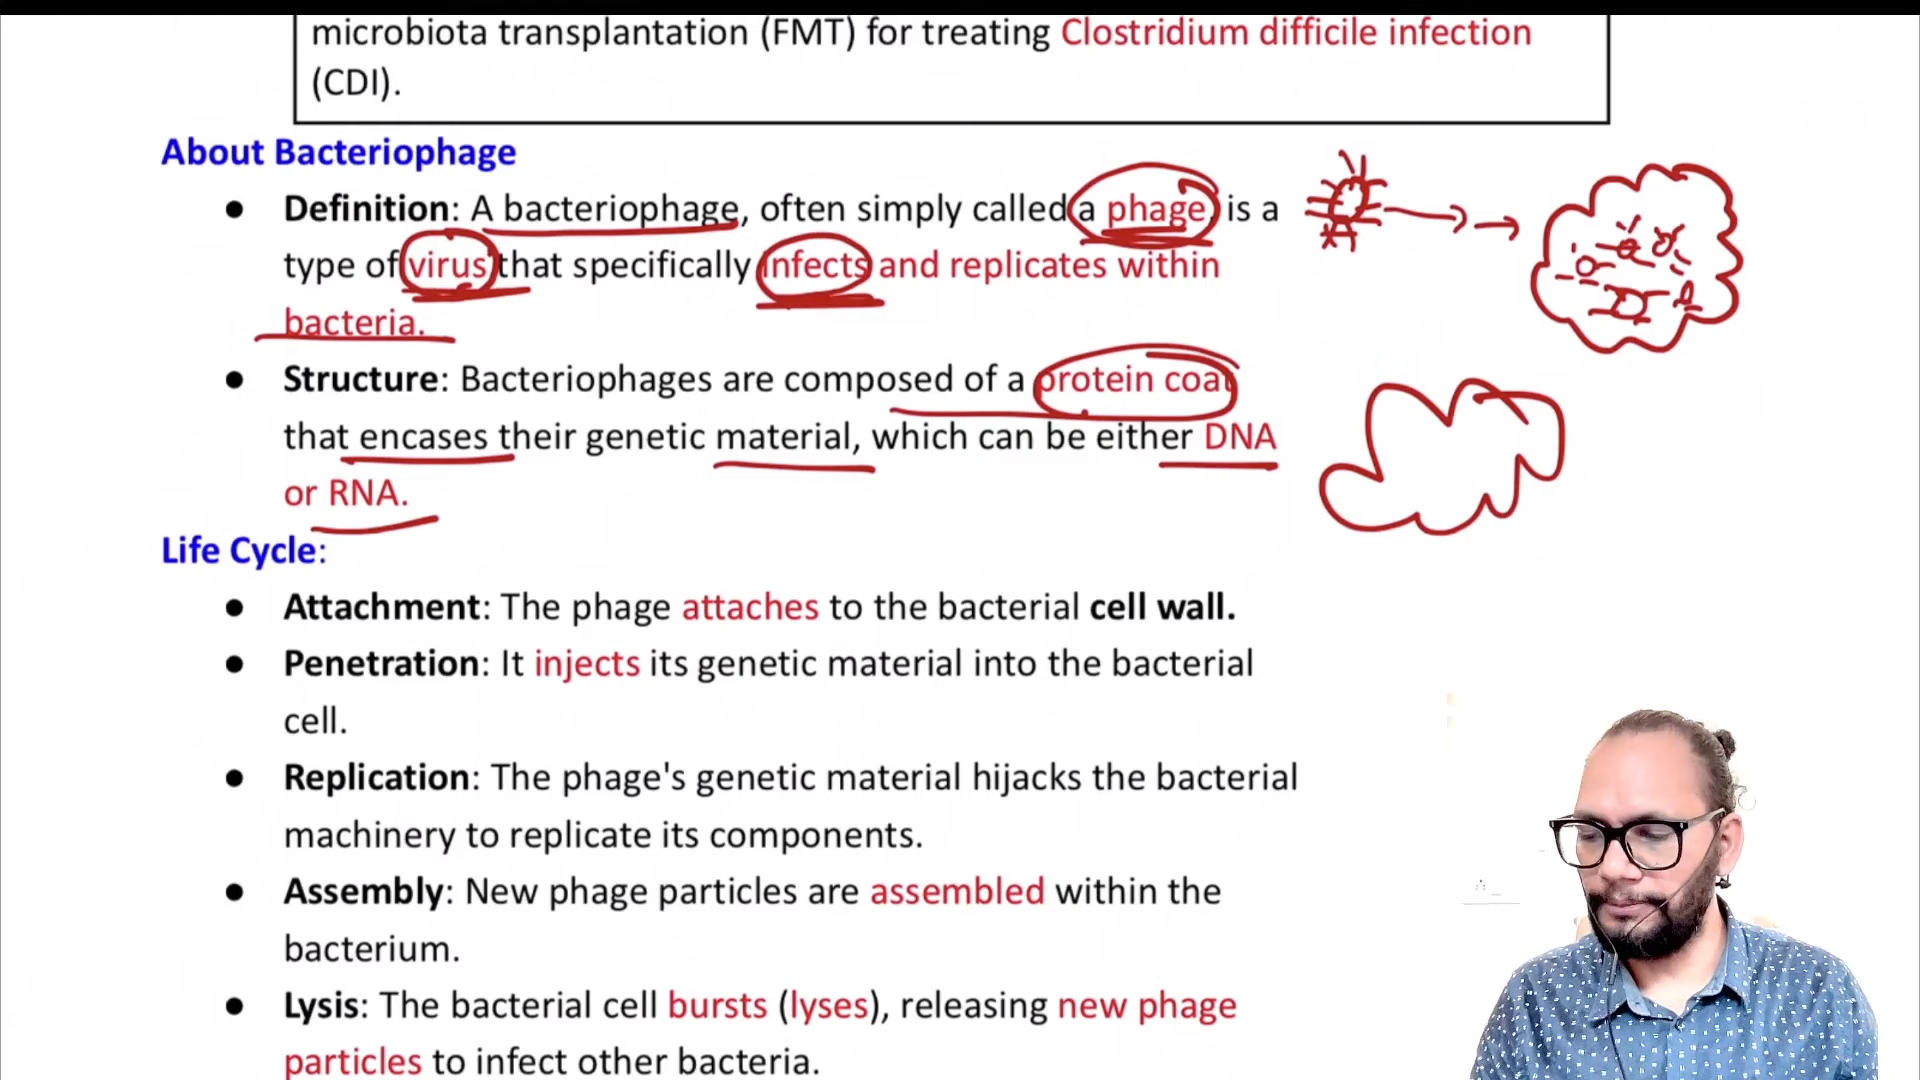 microbiota transplantation (FMT) for treating Clostridium difficile infection
(CDI).
About Bacteriophage
● Definition: A bacteriophage, often simply called a phage, is a
type of virus that specifically infects and replicates within
bacteria.
● Structure: Bacteriophages are composed of a protein coat
that encases their genetic material, which can be either DNA
or RNA.
Life Cycle:
● Attachment: The phage attaches to the bacterial cell wall.
● Penetration: It injects its genetic material into the bacterial
cell.
● Replication: The phage's genetic material hijacks the bacterial
machinery to replicate its components.
● Assembly: New phage particles are assembled within the
bacterium.
● Lysis: The bacterial cell bursts (lyses), releasing new phage
particles to infect other bacteria.